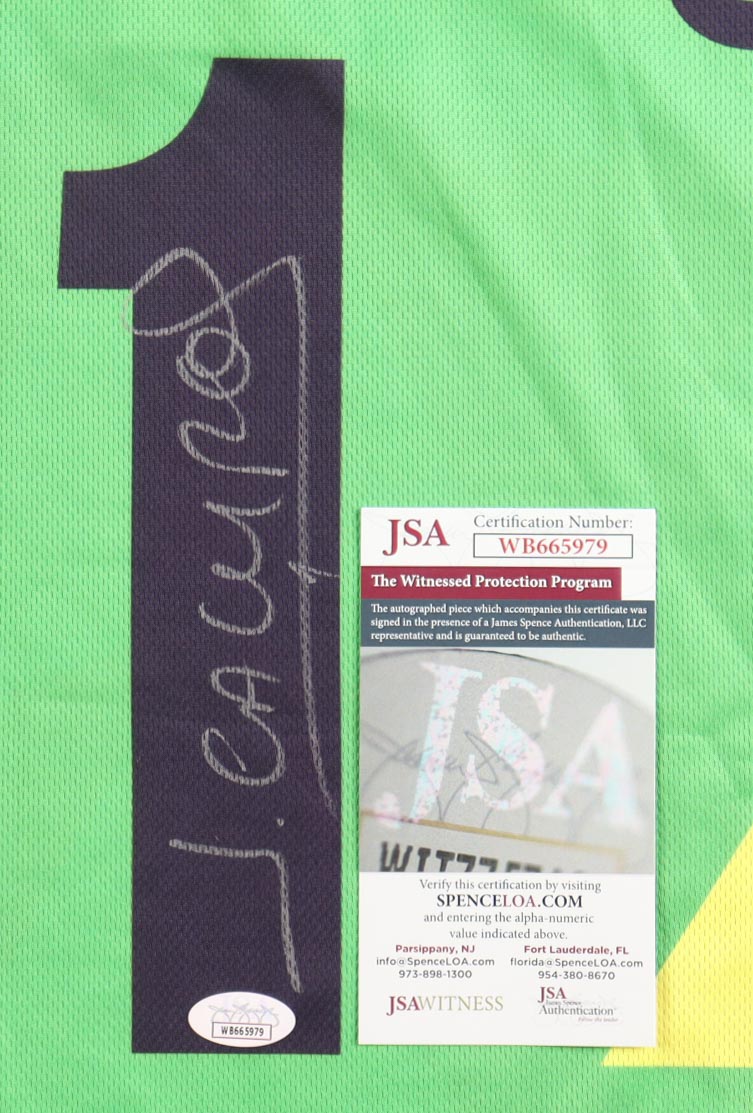 1
J. CAMPOS
JSA
Certification Number:
WB665979
The Witnessed Protection Program
The autographed piece which accompanies this certificate was
signed in the presence of a James Spence Authentication, LLC
representative and is guaranteed to be authentic.
JSA
Verify this certification by visiting
SPENCELOA.COM
and entering the alpha-numeric
value indicated above.
Parsippany, NJ
info@SpenceLOA.com
973-898-1300
Fort Lauderdale, FL
florida@SpenceLOA.com
954-380-8670
JSAWITNESS
JSA
James Spence
Authentication
WB665979